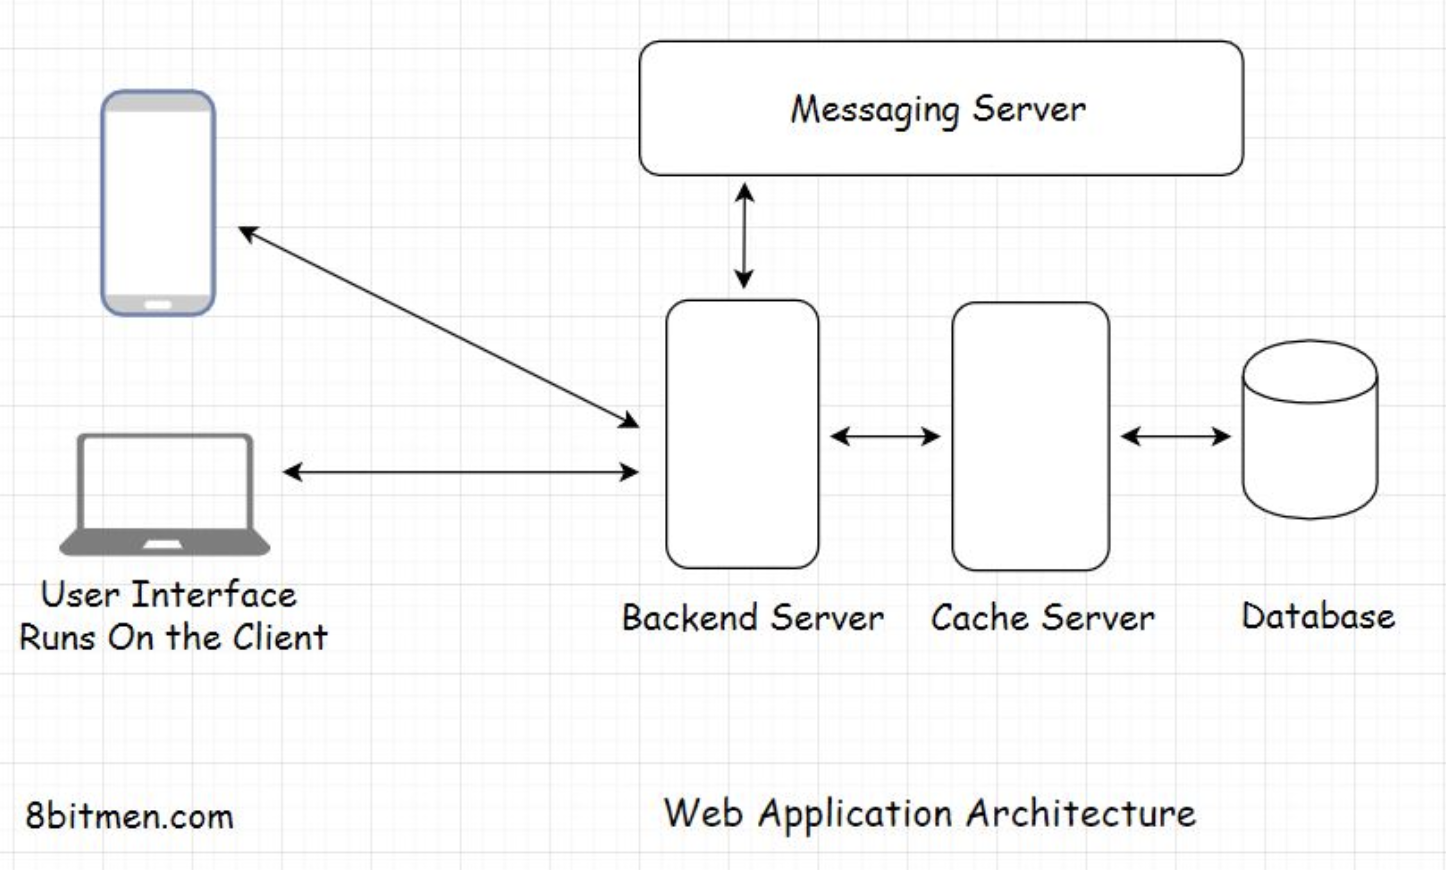 Messaging Server
User Interface
Runs On the Client
Backend Server
Cache Server
Database
8bitmen.com
Web Application Architecture